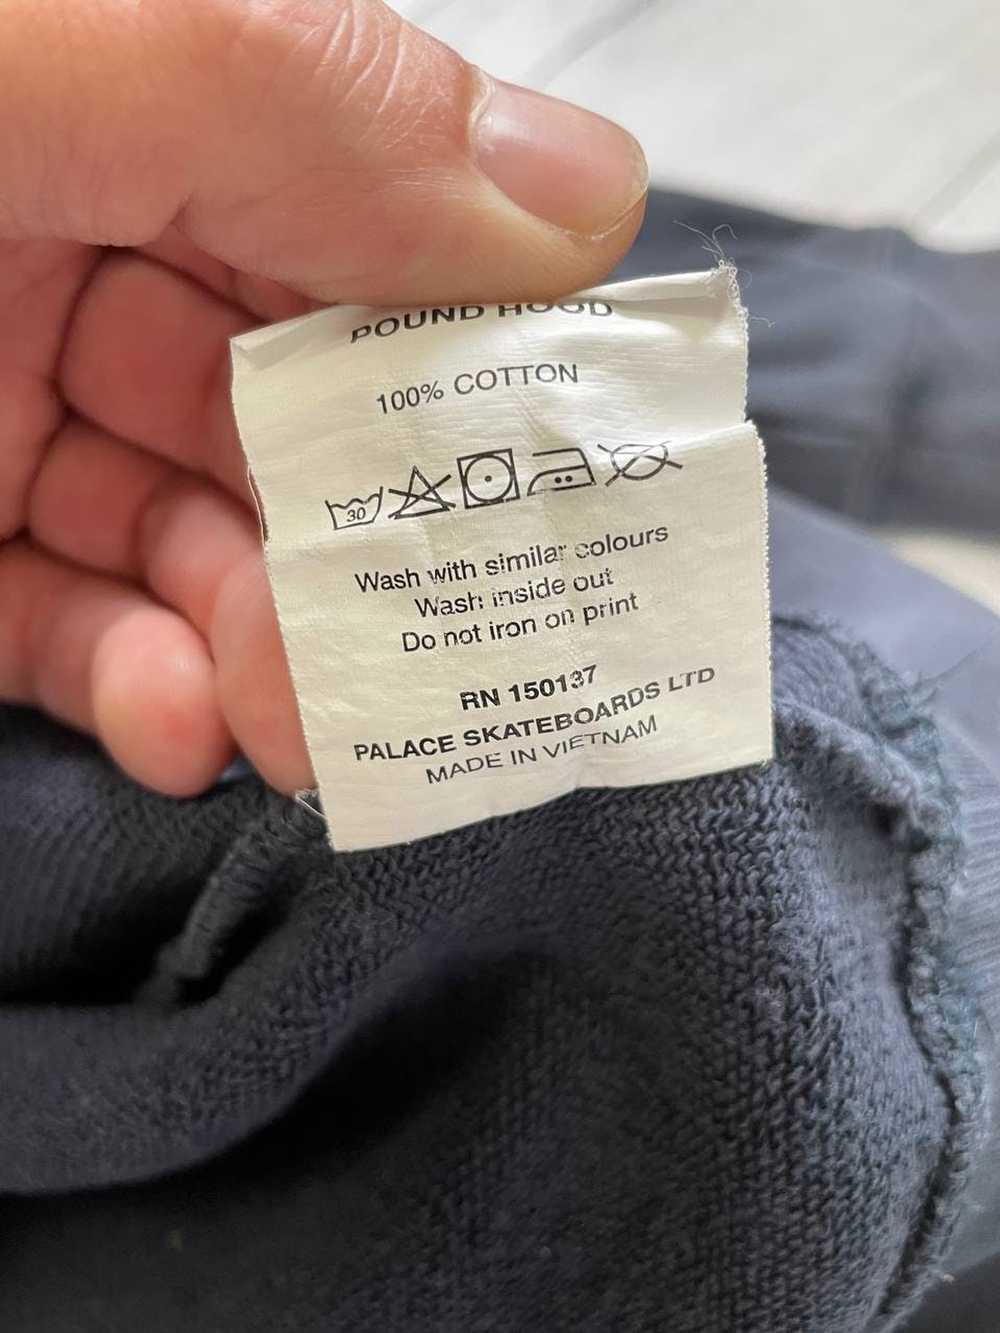 POUND HOOD
100% COTTON
30
Wash with similar colours
Wash inside out
Do not iron on print
RN 150137
PALACE SKATEBOARDS LTD
MADE IN VIETNAM